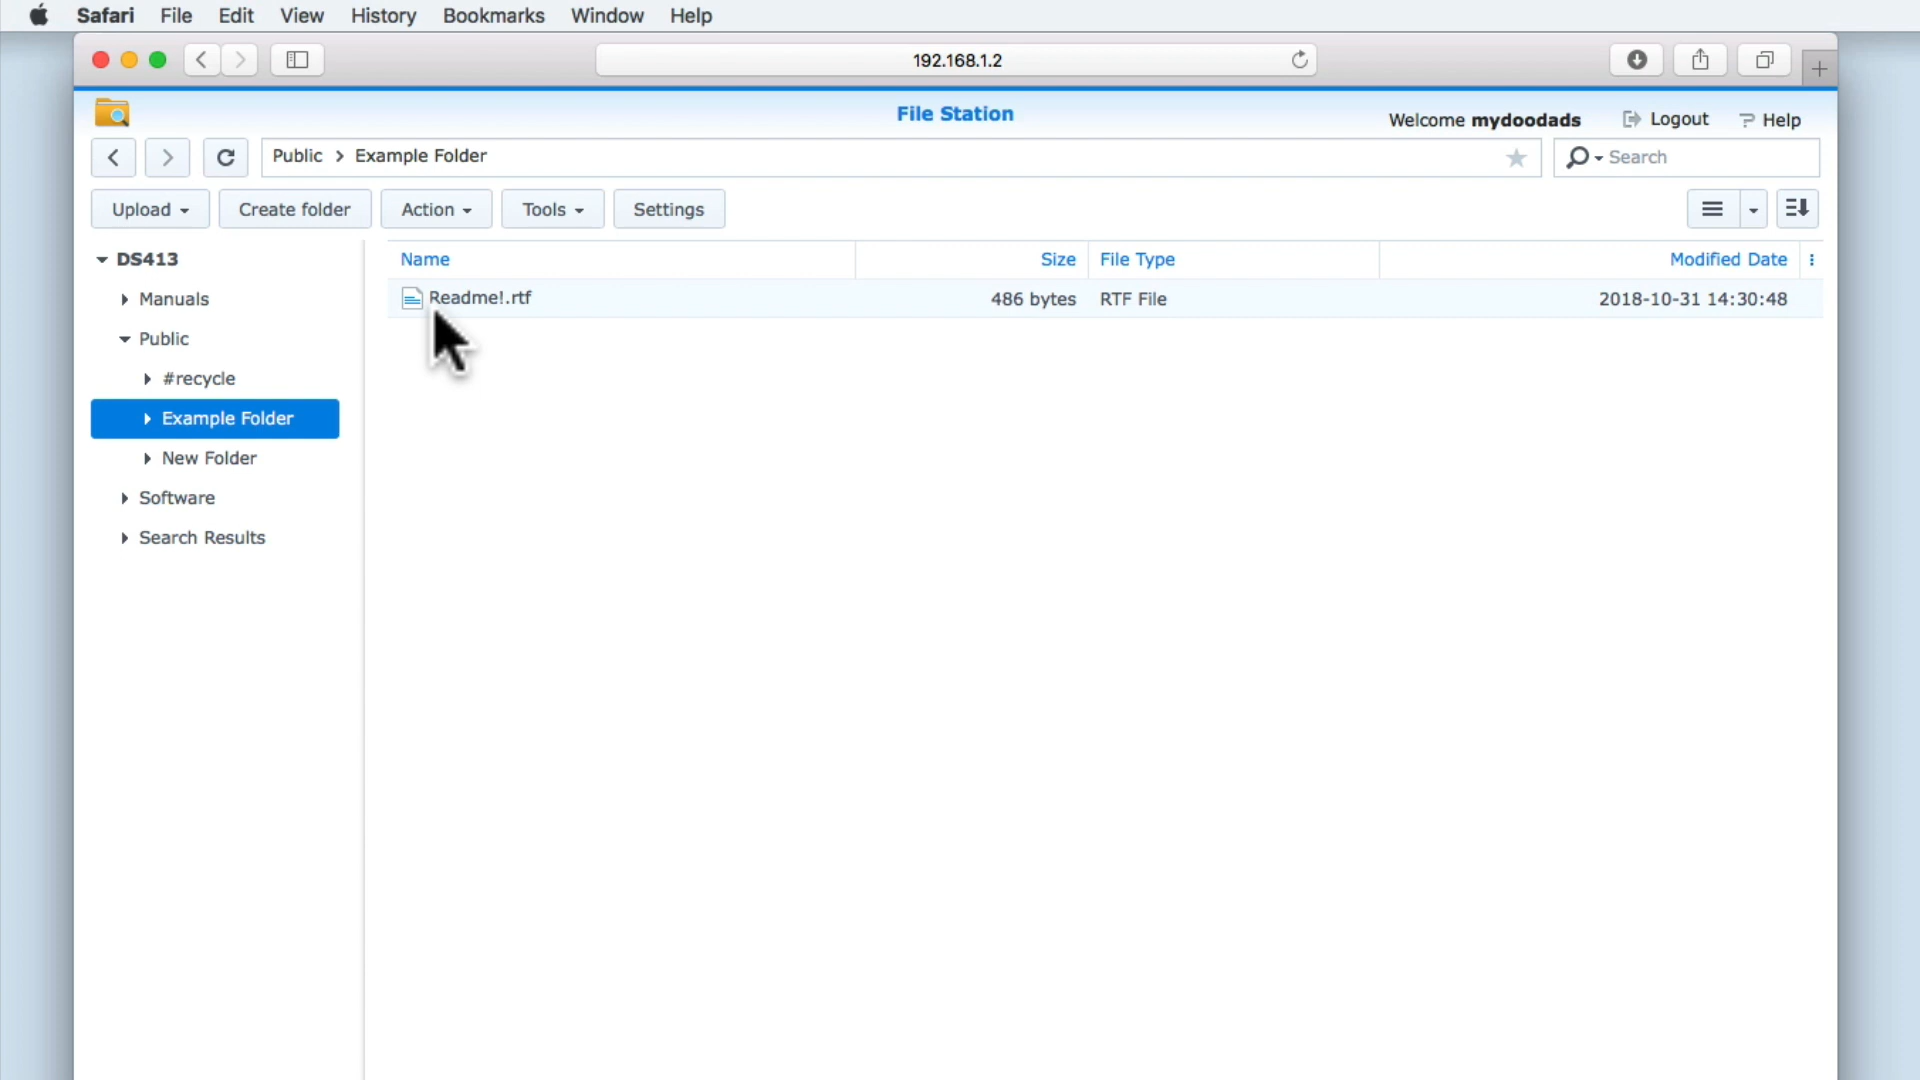 Safari File Edit View History Bookmarks Window Help
192.168.1.2
File Station
Welcome mydoodads Logout Help
Public > Example Folder
Search
Upload Create folder Action Tools Settings
DS413
Manuals
Public
#recycle
Example Folder
New Folder
Software
Search Results
Name Size File Type Modified Date
Readme!.rtf 486 bytes RTF File 2018-10-31 14:30:48